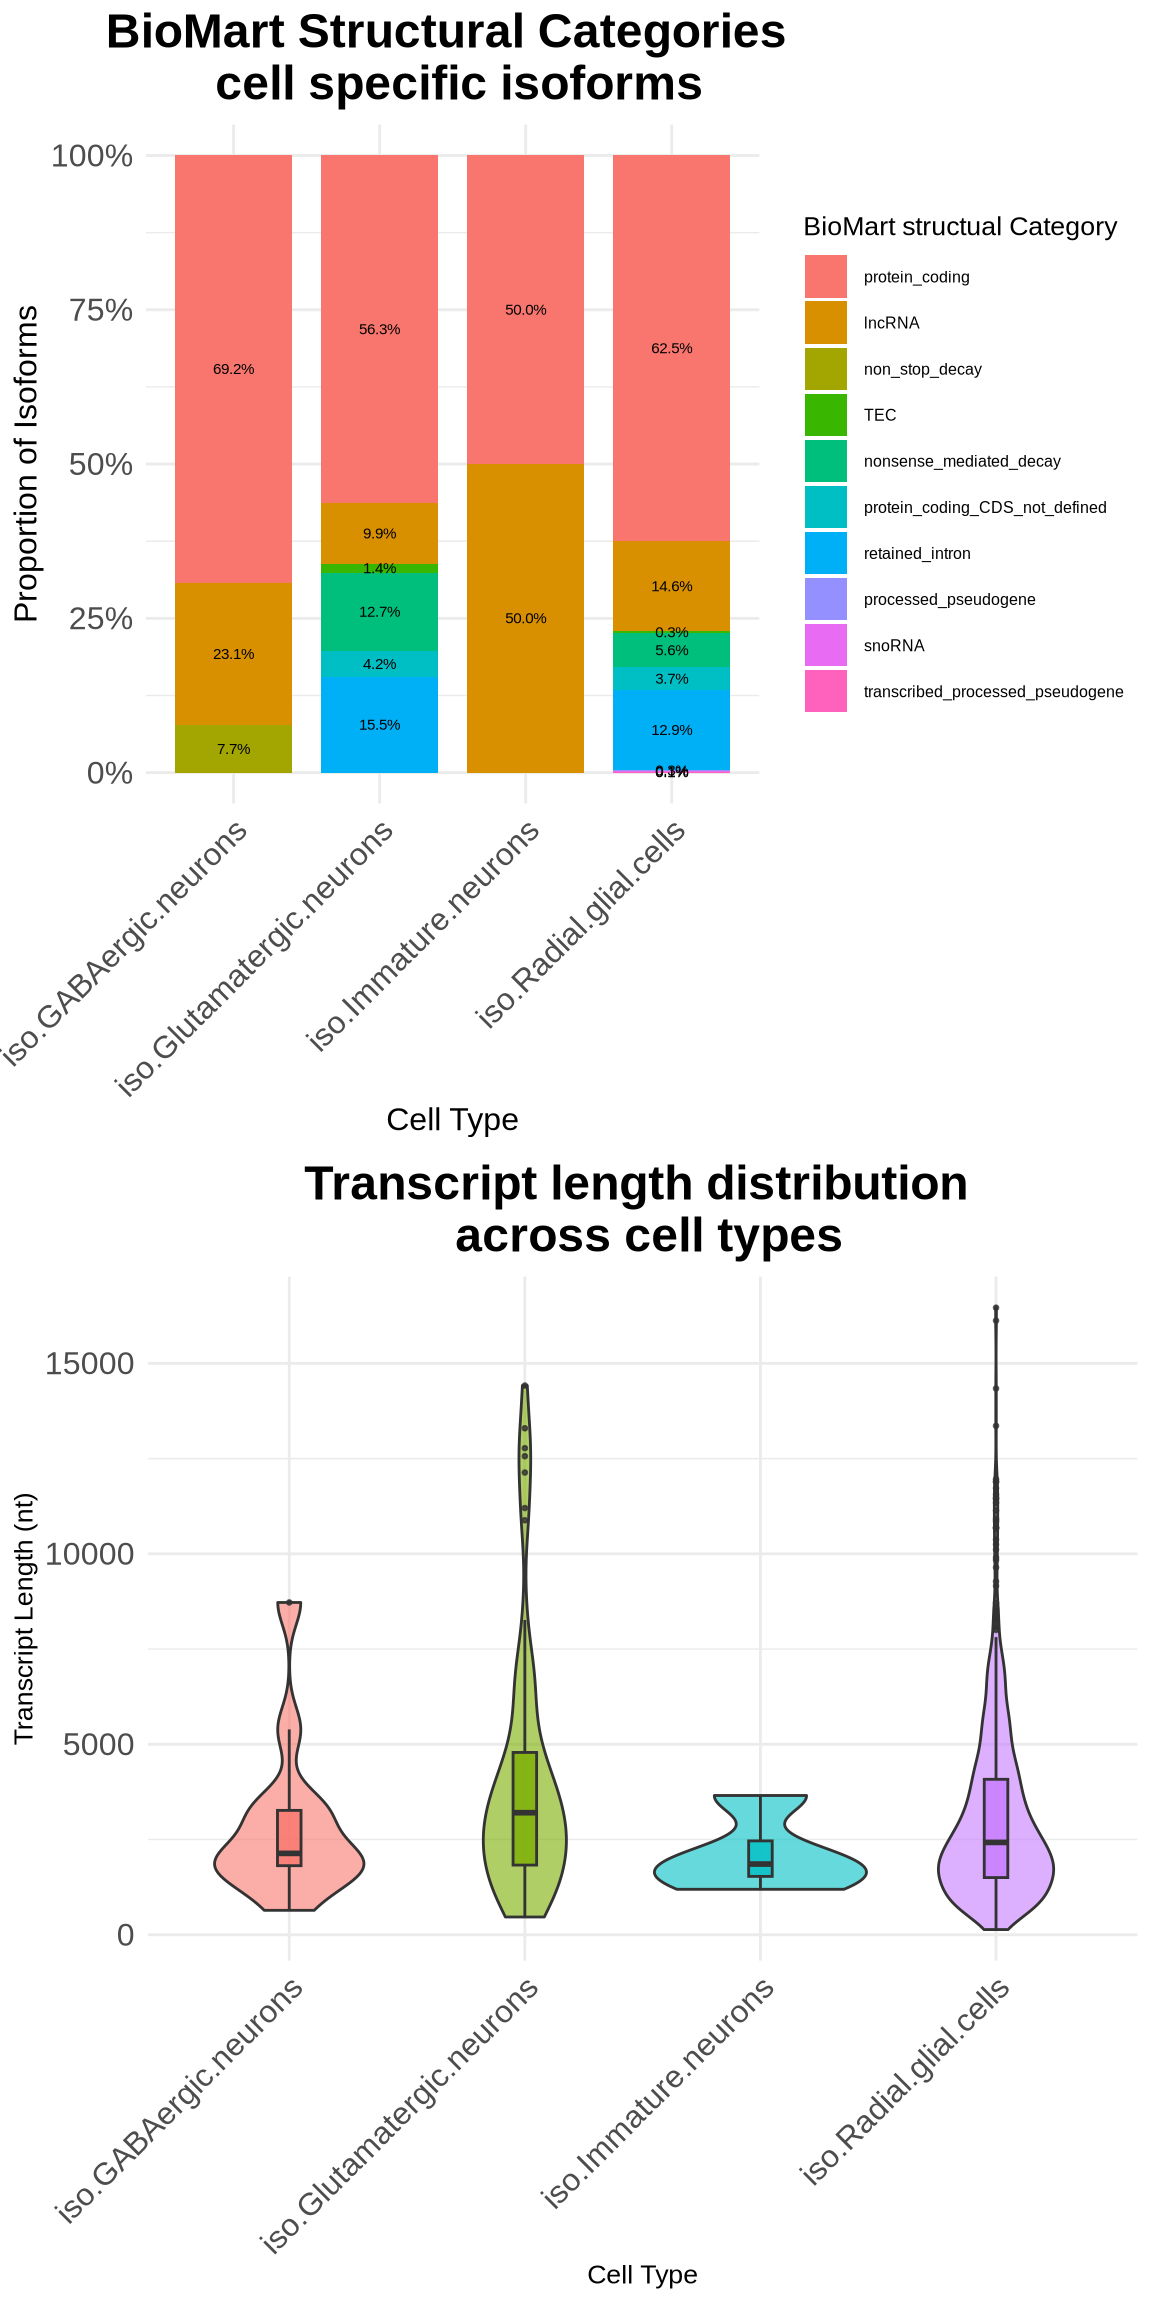 BioMart Structural Categories
cell specific isoforms
Proportion of Isoforms
100%
75%
50%
25%
0%
69.2%
23.1%
7.7%
56.3%
9.9%
1.4%
12.7%
4.2%
15.5%
50.0%
50.0%
62.5%
14.6%
0.3%
5.6%
3.7%
12.9%
0.1%
iso.GABAergic.neurons
iso.Glutamatergic.neurons
iso.Immature.neurons
iso.Radial.glial.cells
Cell Type
BioMart structual Category
protein_coding
lncRNA
non_stop_decay
TEC
nonsense_mediated_decay
protein_coding_CDS_not_defined
retained_intron
processed_pseudogene
snoRNA
transcribed_processed_pseudogene
Transcript length distribution
across cell types
Transcript Length (nt)
15000
10000
5000
0
iso.GABAergic.neurons
iso.Glutamatergic.neurons
iso.Immature.neurons
iso.Radial.glial.cells
Cell Type